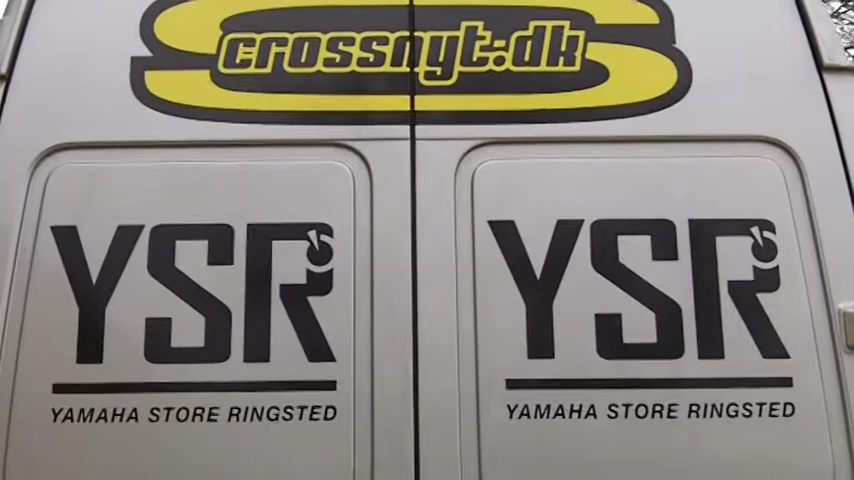 crossnyt.dk
YSR
YAMAHA STORE RINGSTED
YSR
YAMAHA STORE RINGSTED